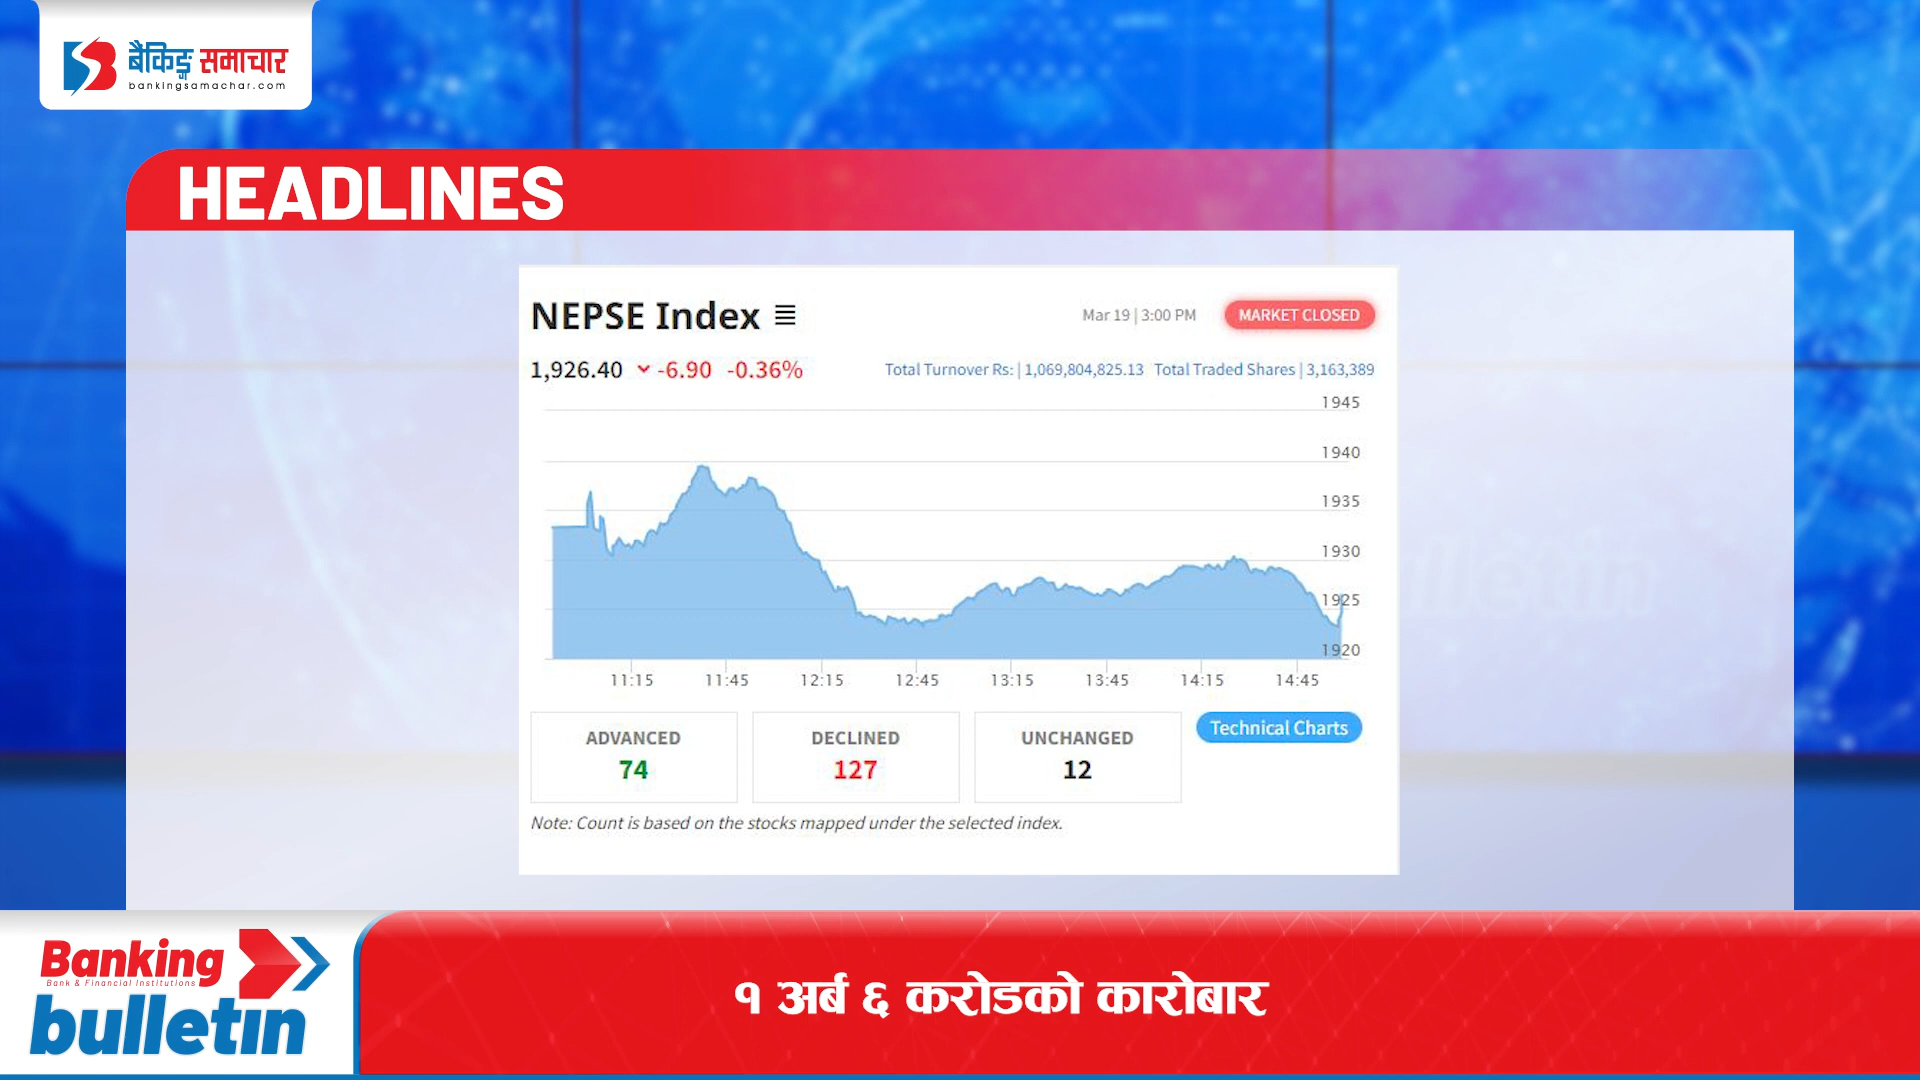 बैंकिङ्ग समाचार
bankingsamachar.com
HEADLINES
NEPSE Index
Mar 19 | 3:00 PM MARKET CLOSED
1,926.40 -6.90 -0.36% Total Turnover Rs: | 1,069,804,825.13 Total Traded Shares | 3,163,389
1945
1940
1935
1930
1925
1920
11:15 11:45 12:15 12:45 13:15 13:45 14:15 14:45
ADVANCED DECLINED UNCHANGED Technical Charts
74 127 12
Note: Count is based on the stocks mapped under the selected index.
Banking
Bank & Financial Institutions
bulletin
१ अर्ब ६ करोडको कारोबार